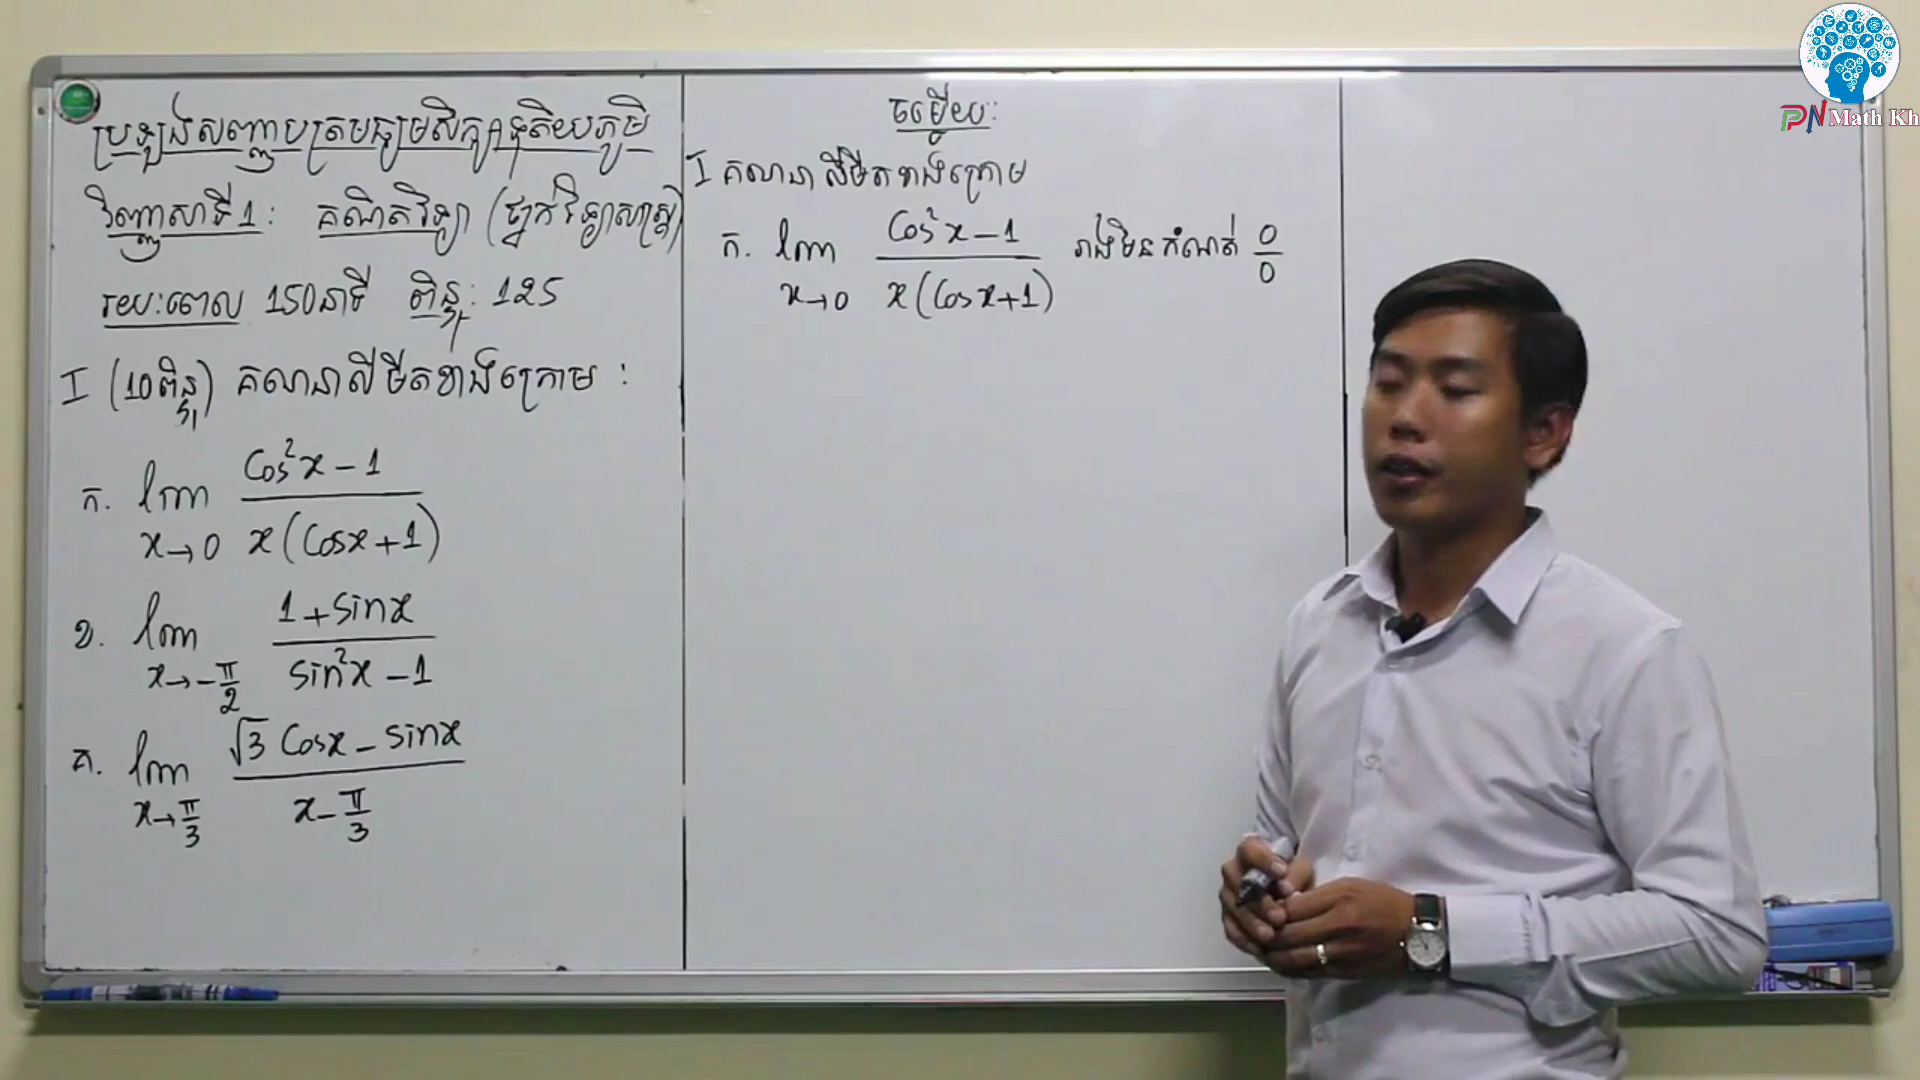 ប្រឡងសញ្ញាបត្រមធ្យមសិក្សាទុតិយភូមិ
វិញ្ញាសាទី1: គណិតវិទ្យា (ថ្នាក់វិទ្យាសាស្ត្រ)
រយៈពេល 150នាទី ពិន្ទុ: 125
I (10ពិន្ទុ) គណនាលីមីតខាងក្រោម :
ក. lim x→0 (cos²x − 1) / (x(cosx+1))
ខ. lim x→−π/2 (1+sinx) / (sin²x − 1)
គ. lim x→π/3 (√3 cosx − sinx) / (x − π/3)
ចម្លើយ:
I គណនាលីមីតខាងក្រោម
ក. lim x→0 (cos²x − 1) / (x(cosx+1)) រាងមិនកំណត់ 0/0
PN Math Kh